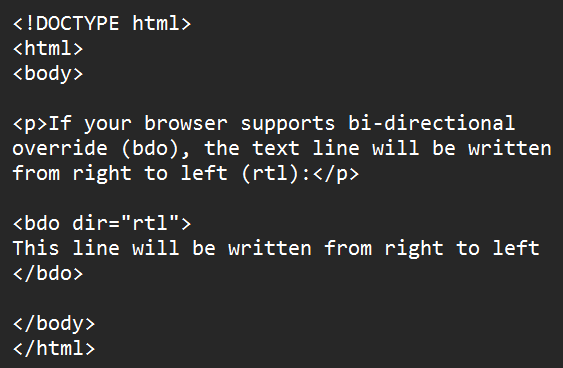 <!DOCTYPE html>
<html>
<body>
<p>If your browser supports bi-directional
override (bdo), the text line will be written
from right to left (rtl):</p>
<bdo dir="rtl">
This line will be written from right to left
</bdo>
</body>
</html>